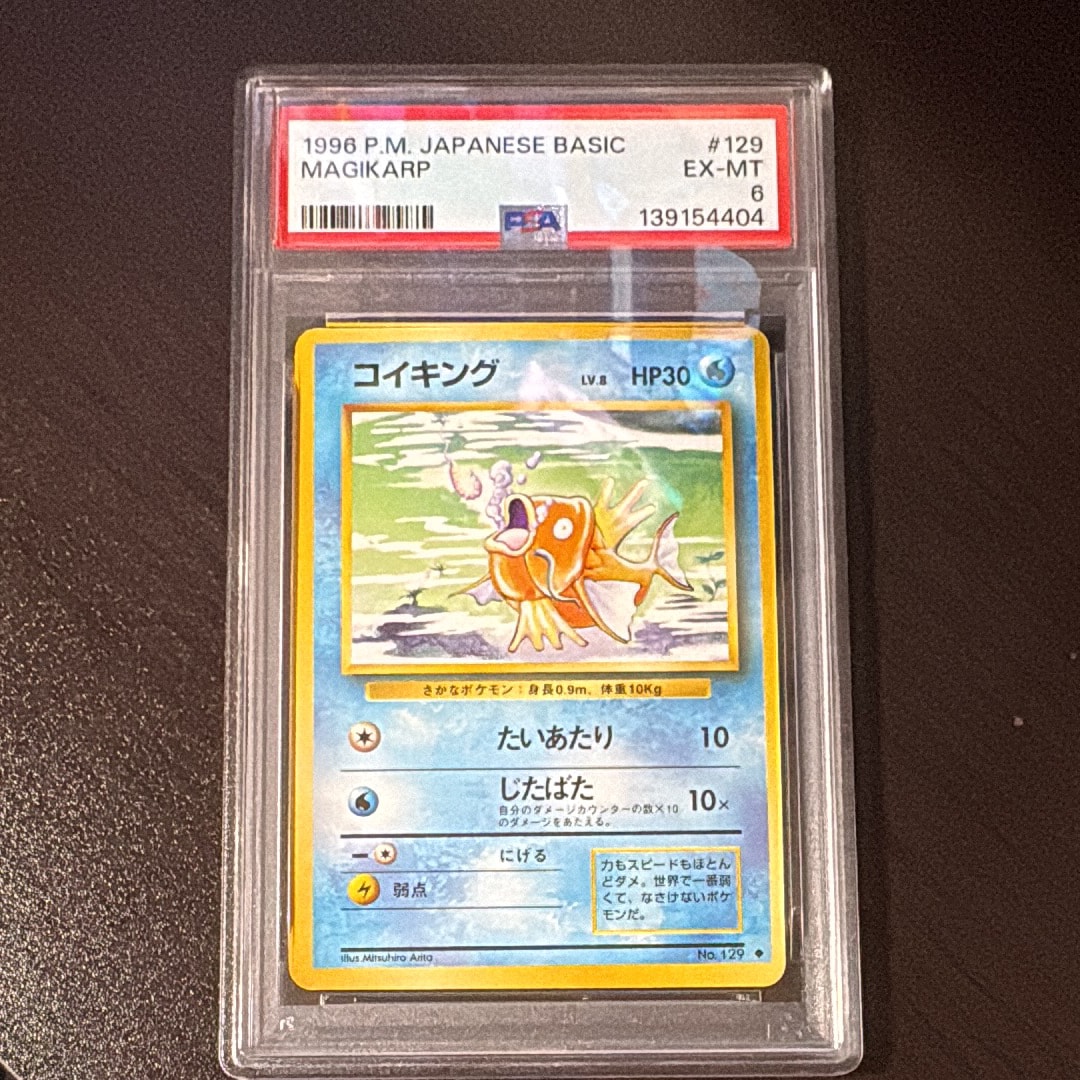 1996 P.M. JAPANESE BASIC #129
MAGIKARP EX-MT
6
PSA 139154404
コイキング LV.8 HP30
さかなポケモン：身長0.9m、体重10Kg
たいあたり 10
じたばた 10×
自分のダメージカウンターの数×10
のダメージをあたえる。
にげる
弱点
力もスピードもほとん
どダメ。世界で一番弱
くて、なさけないポケ
モンだ。
Illus.Mitsuhiro Arita No. 129